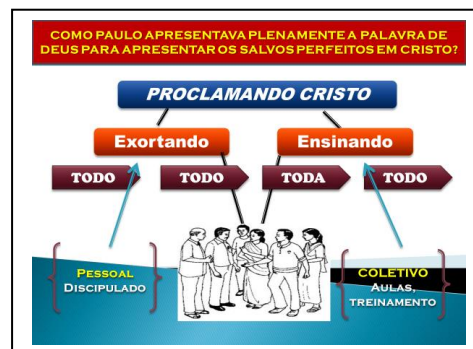 COMO PAULO APRESENTAVA PLENAMENTE A PALAVRA DE
DEUS PARA APRESENTAR OS SALVOS PERFEITOS EM CRISTO?
PROCLAMANDO CRISTO
Exortando
Ensinando
TODO
TODO
TODA
TODO
PESSOAL
DISCIPULADO
COLETIVO
AULAS,
TREINAMENTO